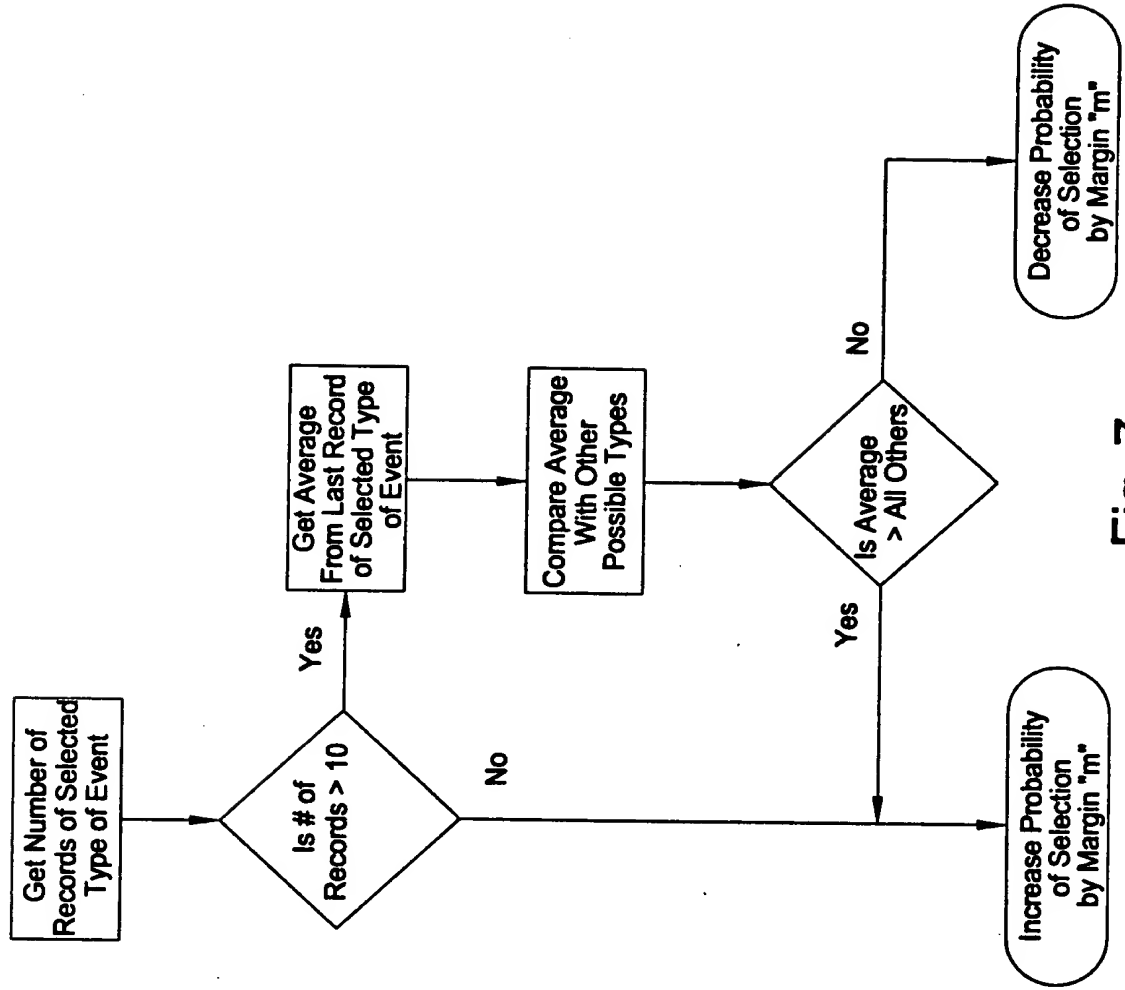 Get Number of
Records of Selected
Type of Event
Is # of
Records > 10
Yes
No
Get Average
From Last Record
of Selected Type
of Event
Compare Average
With Other
Possible Types
Is Average
> All Others
Yes
No
Increase Probability
of Selection
by Margin "m"
Decrease Probability
of Selection
by Margin "m"
Fig. 7